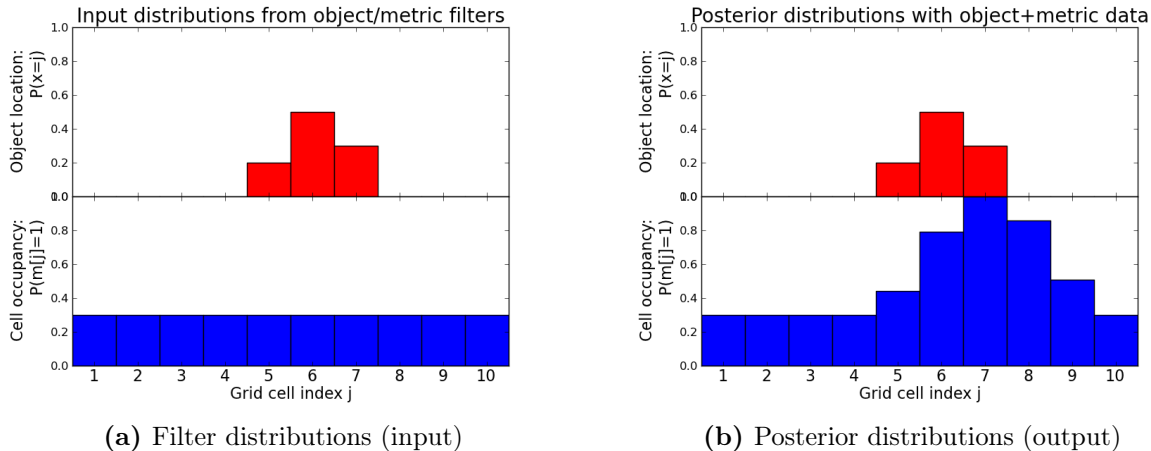 Input distributions from object/metric filters
Object location:
P(x=j)
1.0
0.8
0.6
0.4
0.2
0.0
Cell occupancy:
P(m[j]=1)
1.0
0.8
0.6
0.4
0.2
0.0
1 2 3 4 5 6 7 8 9 10
Grid cell index j
(a) Filter distributions (input)
Posterior distributions with object+metric data
Object location:
P(x=j)
1.0
0.8
0.6
0.4
0.2
0.0
Cell occupancy:
P(m[j]=1)
1.0
0.8
0.6
0.4
0.2
0.0
1 2 3 4 5 6 7 8 9 10
Grid cell index j
(b) Posterior distributions (output)